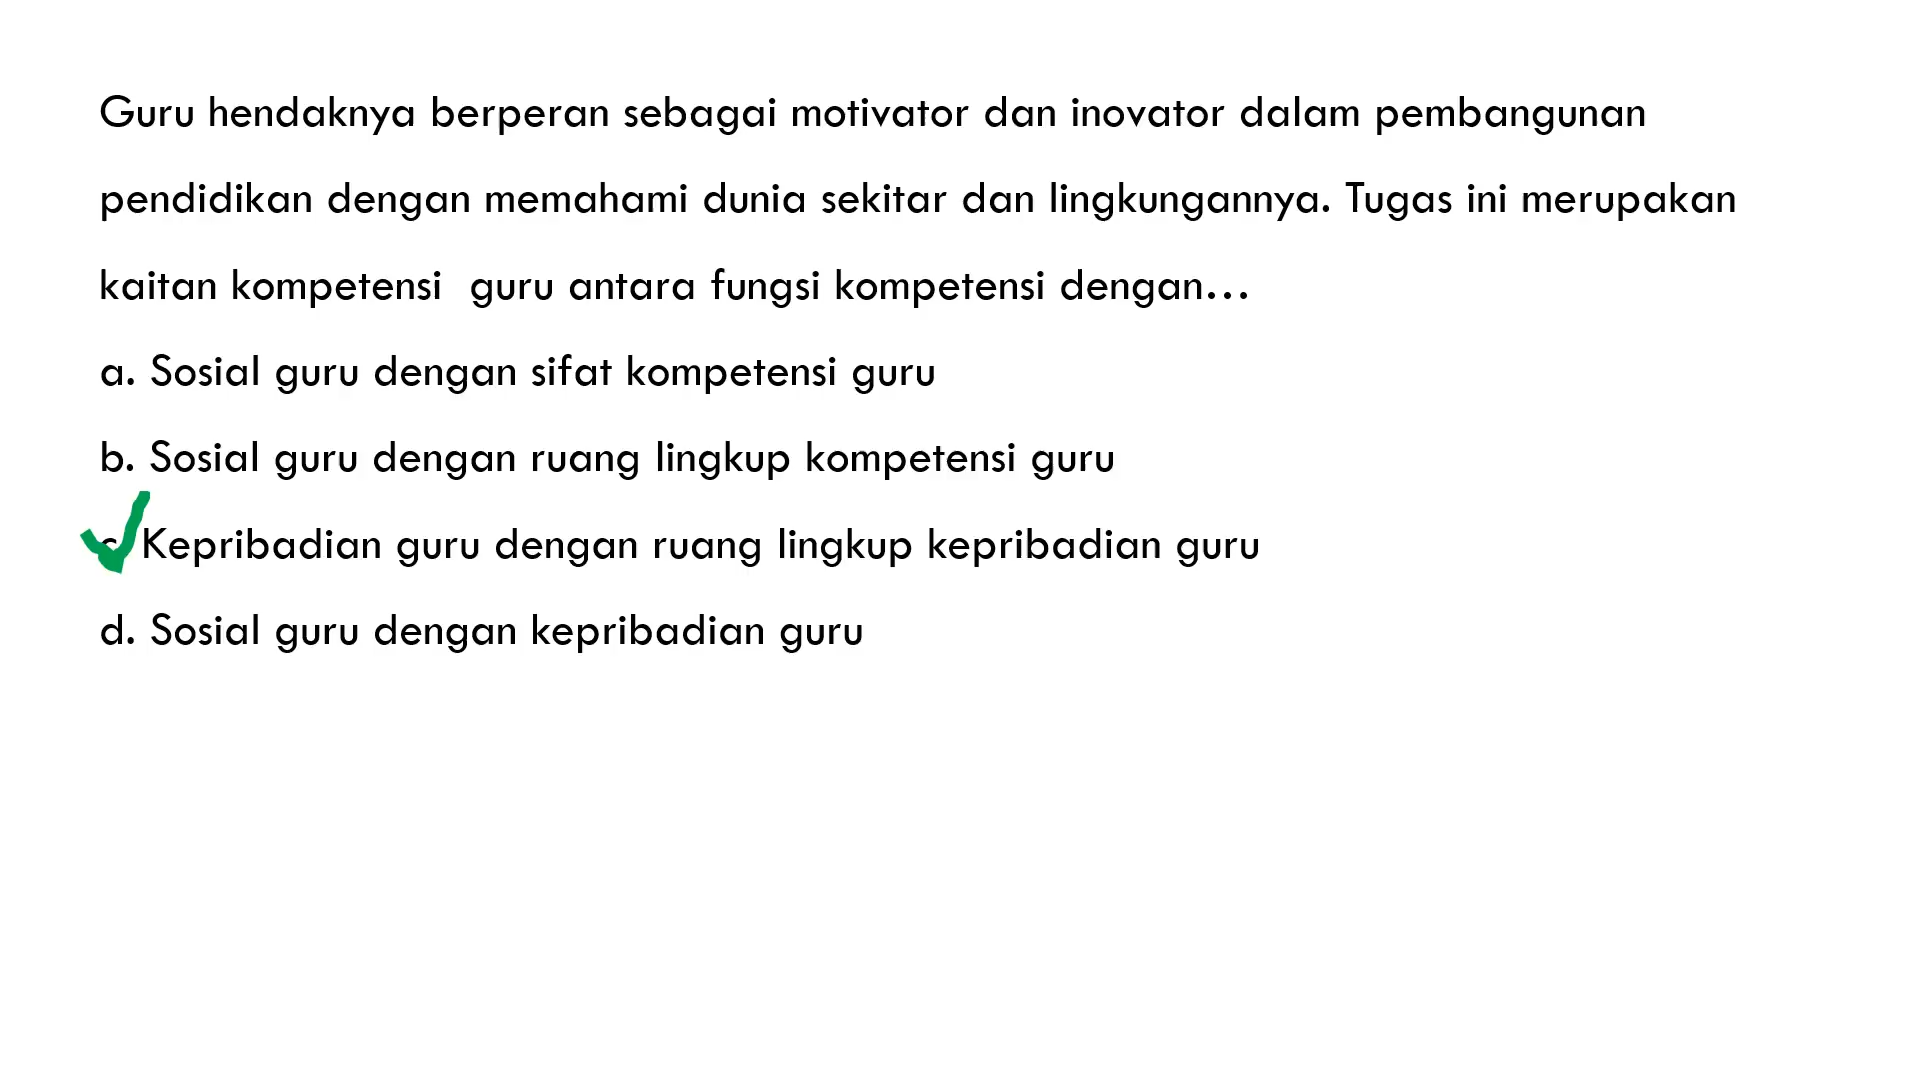 Guru hendaknya berperan sebagai motivator dan inovator dalam pembangunan
pendidikan dengan memahami dunia sekitar dan lingkungannya. Tugas ini merupakan
kaitan kompetensi  guru antara fungsi kompetensi dengan...
a. Sosial guru dengan sifat kompetensi guru
b. Sosial guru dengan ruang lingkup kompetensi guru
c. Kepribadian guru dengan ruang lingkup kepribadian guru
d. Sosial guru dengan kepribadian guru